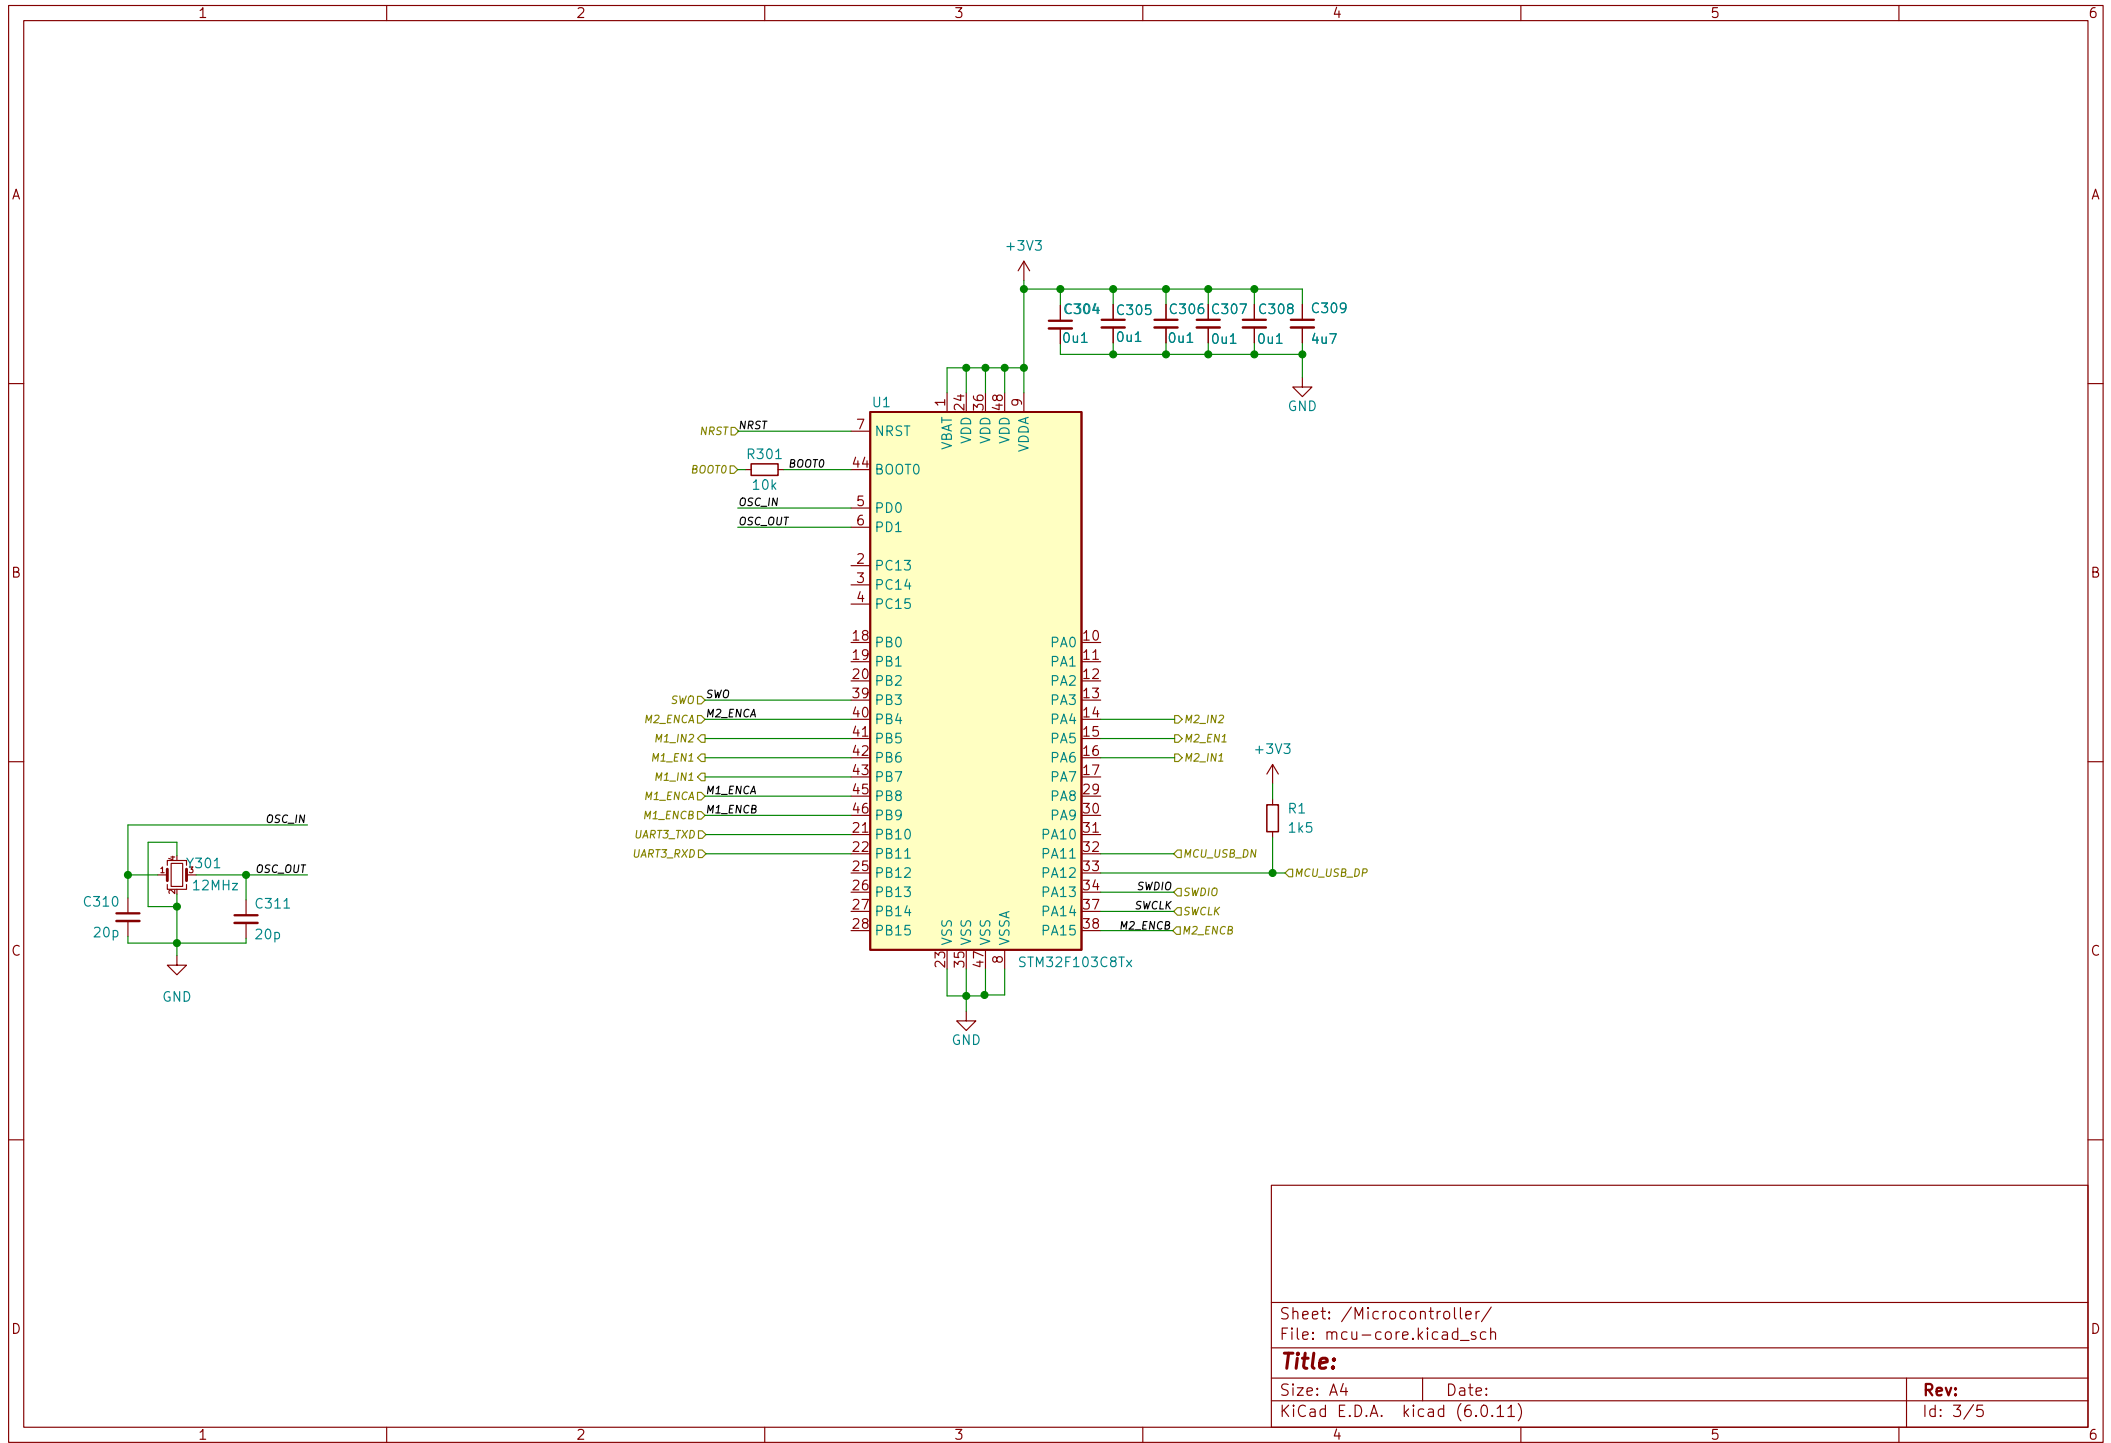 1 2 3 4 5 6
A A
+3V3
C304 C305 C306 C307 C308 C309
0u1 0u1 0u1 0u1 0u1 4u7
GND
U1
1 24 36 48 9
VBAT VDD VDD VDD VDDA
NRST NRST 7 NRST
R301
BOOT0 BOOT0 44 BOOT0
10k
OSC_IN 5 PD0
OSC_OUT 6 PD1
2 PC13
B B
3 PC14
4 PC15
18 PB0 PA0 10
19 PB1 PA1 11
20 PB2 PA2 12
SWO SWO 39 PB3 PA3 13
M2_ENCA M2_ENCA 40 PB4 PA4 14 M2_IN2
M1_IN2 41 PB5 PA5 15 M2_EN1
+3V3
M1_EN1 42 PB6 PA6 16 M2_IN1
M1_IN1 43 PB7 PA7 17
M1_ENCA M1_ENCA 45 PB8 PA8 29
R1
M1_ENCB M1_ENCB 46 PB9 PA9 30
1k5
UART3_TXD 21 PB10 PA10 31
UART3_RXD 22 PB11 PA11 32 MCU_USB_DN
25 PB12 PA12 33 MCU_USB_DP
26 PB13 PA13 34 SWDIO SWDIO
27 PB14 PA14 37 SWCLK SWCLK
28 PB15 PA15 38 M2_ENCB M2_ENCB
VSS VSS VSS VSSA
23 35 47 8
STM32F103C8Tx
GND
OSC_IN
4
Y301
1 3 OSC_OUT
12MHz
2
C310 C311
20p 20p
GND
C C
D D
Sheet: /Microcontroller/
File: mcu-core.kicad_sch
Title:
Size: A4 Date: Rev:
KiCad E.D.A. kicad (6.0.11) Id: 3/5
1 2 3 4 5 6